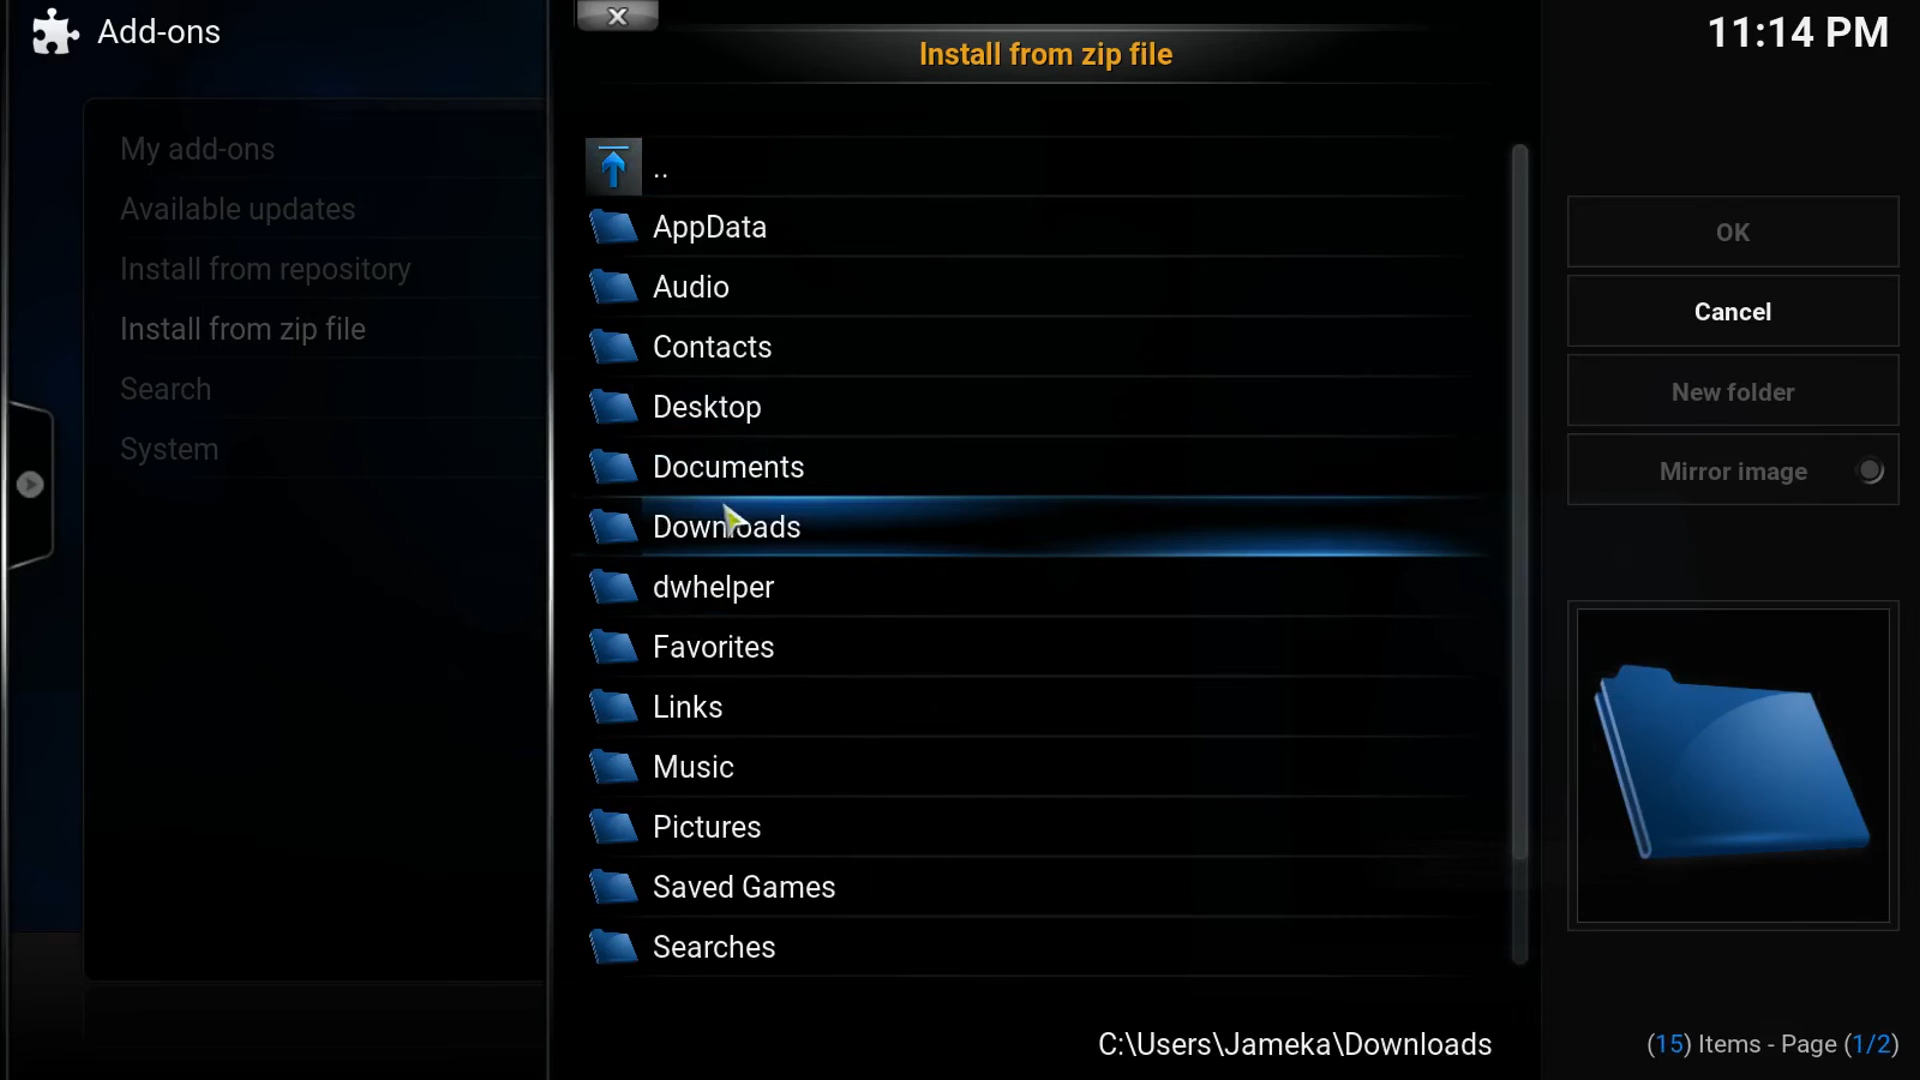 Add-ons
X
Install from zip file
11:14 PM
My add-ons
Available updates
Install from repository
Install from zip file
Search
System
..
AppData
Audio
Contacts
Desktop
Documents
Downloads
dwhelper
Favorites
Links
Music
Pictures
Saved Games
Searches
OK
Cancel
New folder
Mirror image
C:\Users\Jameka\Downloads
(15) Items - Page (1/2)